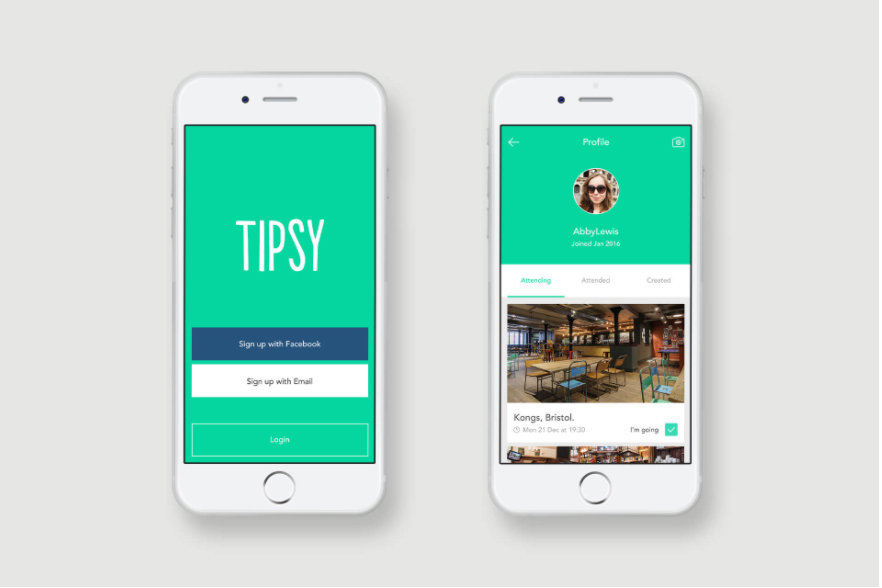 TIPSY
Sign up with Facebook
Sign up with Email
Login
Profile
AbbyLewis
Joined Jan 2016
Attending Attended Created
Kongs, Bristol.
Mon 21 Dec at 19:30 I'm going